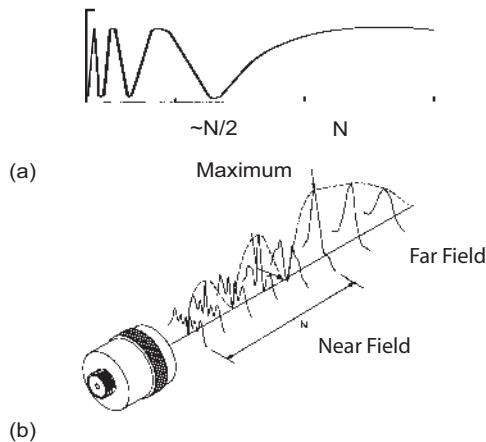 ~N/2 N
(a)
Maximum
Far Field
N
Near Field
(b)